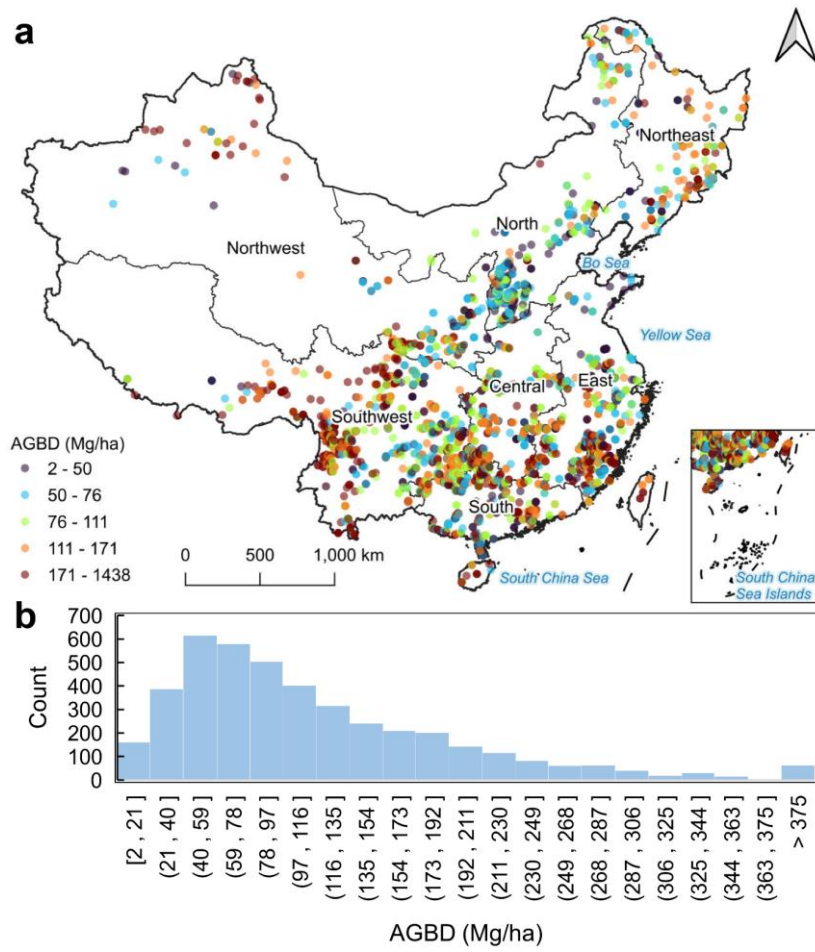 a
Northeast
North
Northwest
Bo Sea
Yellow Sea
Central
East
Southwest
South
AGBD (Mg/ha)
2 - 50
50 - 76
76 - 111
111 - 171
171 - 1438
0 500 1,000 km
South China Sea
South China
Sea Islands
b
700
600
500
400
300
200
100
0
Count
[2 , 21 ]
(21 , 40 ]
(40 , 59 ]
(59 , 78 ]
(78 , 97 ]
(97 , 116 ]
(116 , 135 ]
(135 , 154 ]
(154 , 173 ]
(173 , 192 ]
(192 , 211 ]
(211 , 230 ]
(230 , 249 ]
(249 , 268 ]
(268 , 287 ]
(287 , 306 ]
(306 , 325 ]
(325 , 344 ]
(344 , 363 ]
(363 , 375 ]
> 375
AGBD (Mg/ha)